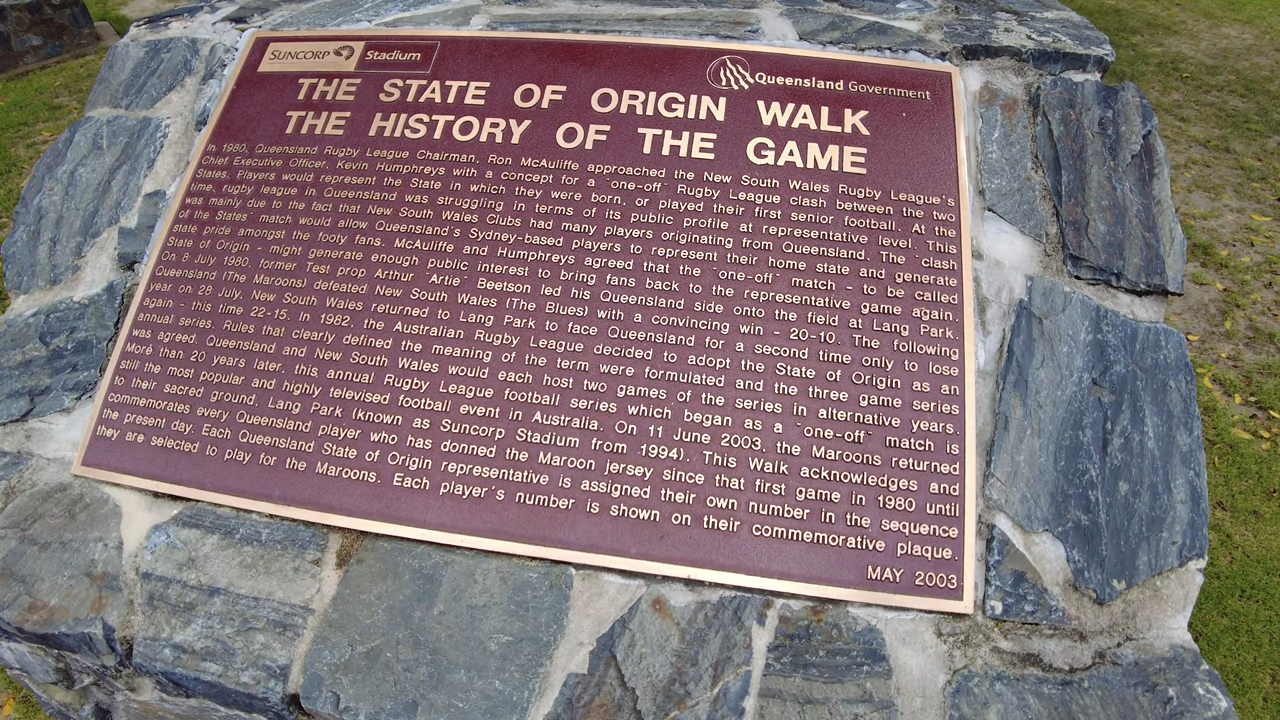 SUNCORP Stadium
Queensland Government
THE STATE OF ORIGIN WALK
THE HISTORY OF THE GAME
In 1980, Queensland Rugby League Chairman, Ron McAuliffe approached the New South Wales Rugby League's
Chief Executive Officer, Kevin Humphreys with a concept for a "one-off" Rugby League clash between the two
States. Players would represent the State in which they were born, or played their first senior football. At the
time, rugby league in Queensland was struggling in terms of its public profile at representative level. This
was mainly due to the fact that New South Wales Clubs had many players originating from Queensland. The "clash
of the States" match would allow Queensland's Sydney-based players to represent their home state and generate
state pride amongst the footy fans. McAuliffe and Humphreys agreed that the "one-off" match - to be called
State of Origin - might generate enough public interest to bring fans back to the representative game again.
On 8 July 1980, former Test prop Arthur "Artie" Beetson led his Queensland side onto the field at Lang Park.
Queensland (The Maroons) defeated New South Wales (The Blues) with a convincing win - 20-10. The following
year on 28 July, New South Wales returned to Lang Park to face Queensland for a second time only to lose
again - this time 22-15. In 1982, the Australian Rugby League decided to adopt the State of Origin as an
annual series. Rules that clearly defined the meaning of the term were formulated and the three game series
was agreed. Queensland and New South Wales would each host two games of the series in alternative years.
More than 20 years later, this annual Rugby League football series which began as a "one-off" match is
still the most popular and highly televised football event in Australia. On 11 June 2003, the Maroons returned
to their sacred ground, Lang Park (known as Suncorp Stadium from 1994). This Walk acknowledges and
commemorates every Queensland player who has donned the Maroon jersey since that first game in 1980 until
the present day. Each Queensland State of Origin representative is assigned their own number in the sequence
they are selected to play for the Maroons. Each player's number is shown on their commemorative plaque.
MAY 2003